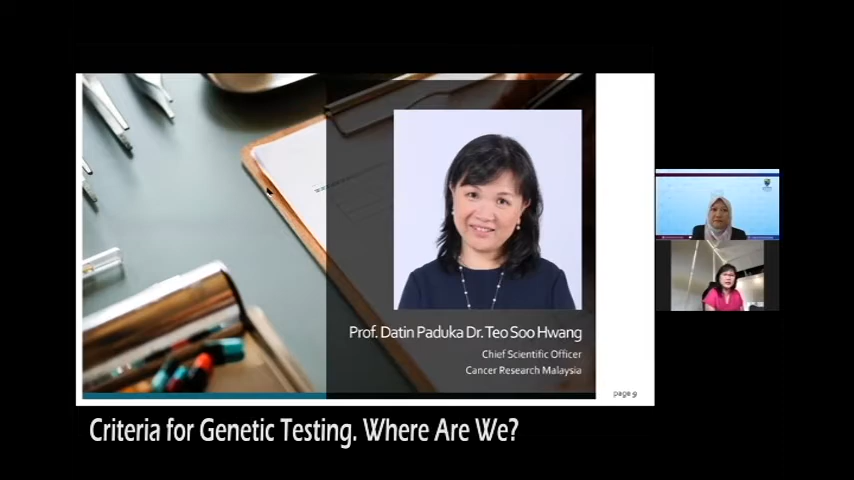 Prof. Datin Paduka Dr. Teo Soo Hwang
Chief Scientific Officer
Cancer Research Malaysia
page 9
Criteria for Genetic Testing. Where Are We?